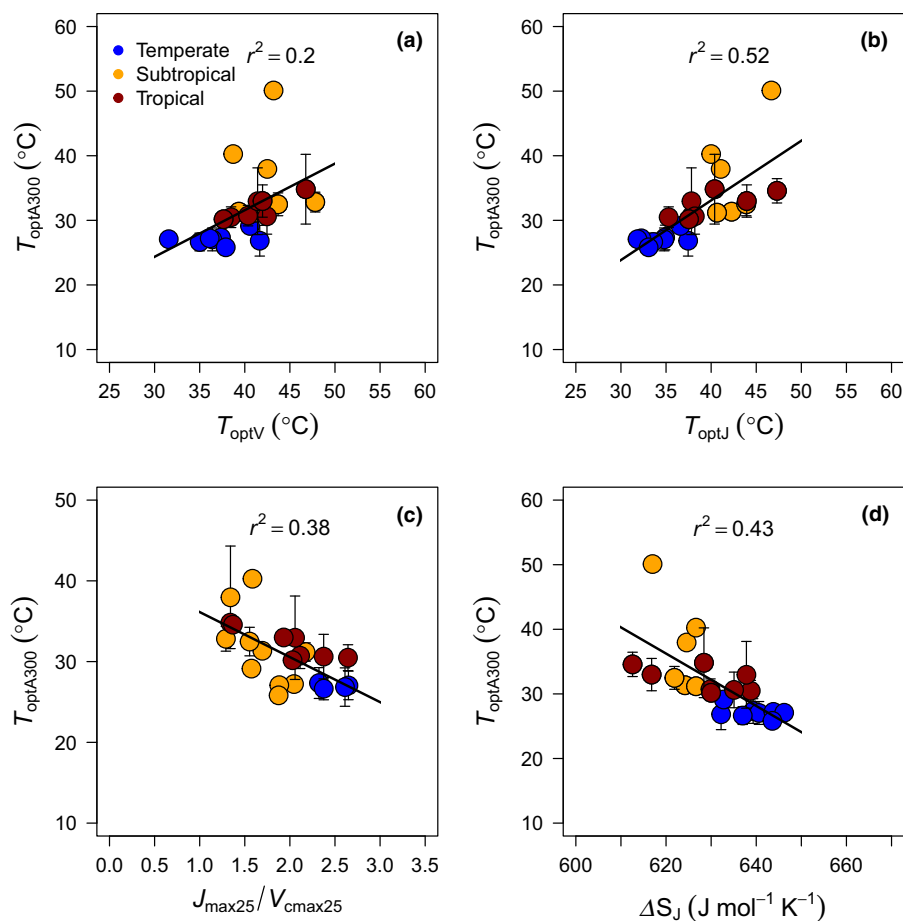 (a)
Temperate
Subtropical
Tropical
r² = 0.2
60
50
40
30
20
10
T_optA300 (°C)
25 30 35 40 45 50 55 60
T_optV (°C)
(b)
r² = 0.52
60
50
40
30
20
10
T_optA300 (°C)
25 30 35 40 45 50 55 60
T_optJ (°C)
(c)
r² = 0.38
50
40
30
20
10
T_optA300 (°C)
0.0 0.5 1.0 1.5 2.0 2.5 3.0 3.5
J_max25/V_cmax25
(d)
r² = 0.43
60
50
40
30
20
10
T_optA300 (°C)
600 620 640 660
ΔS_J (J mol⁻¹ K⁻¹)